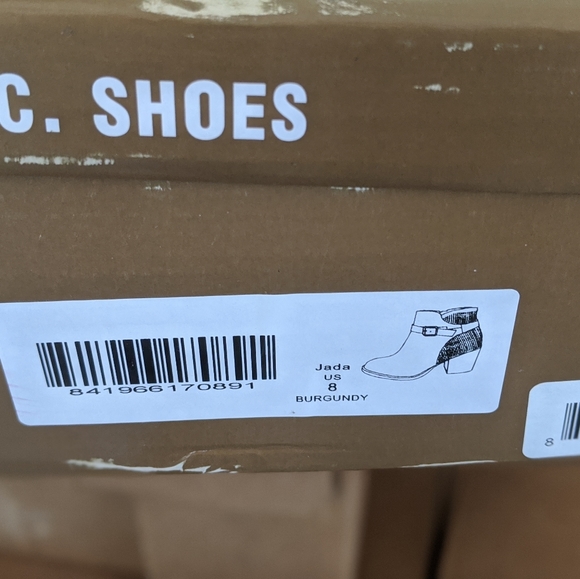 C. SHOES
841966170891
Jada
US
8
BURGUNDY
8